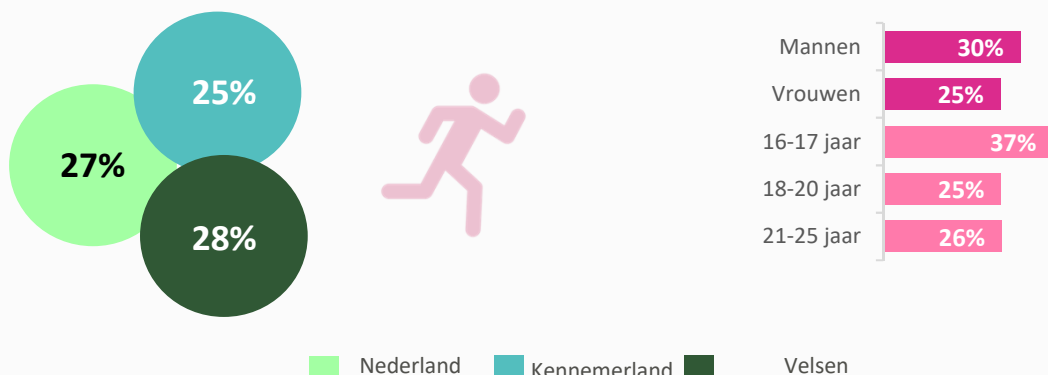 25%
27%
28%
Mannen 30%
Vrouwen 25%
16-17 jaar 37%
18-20 jaar 25%
21-25 jaar 26%
Nederland Kennemerland Velsen